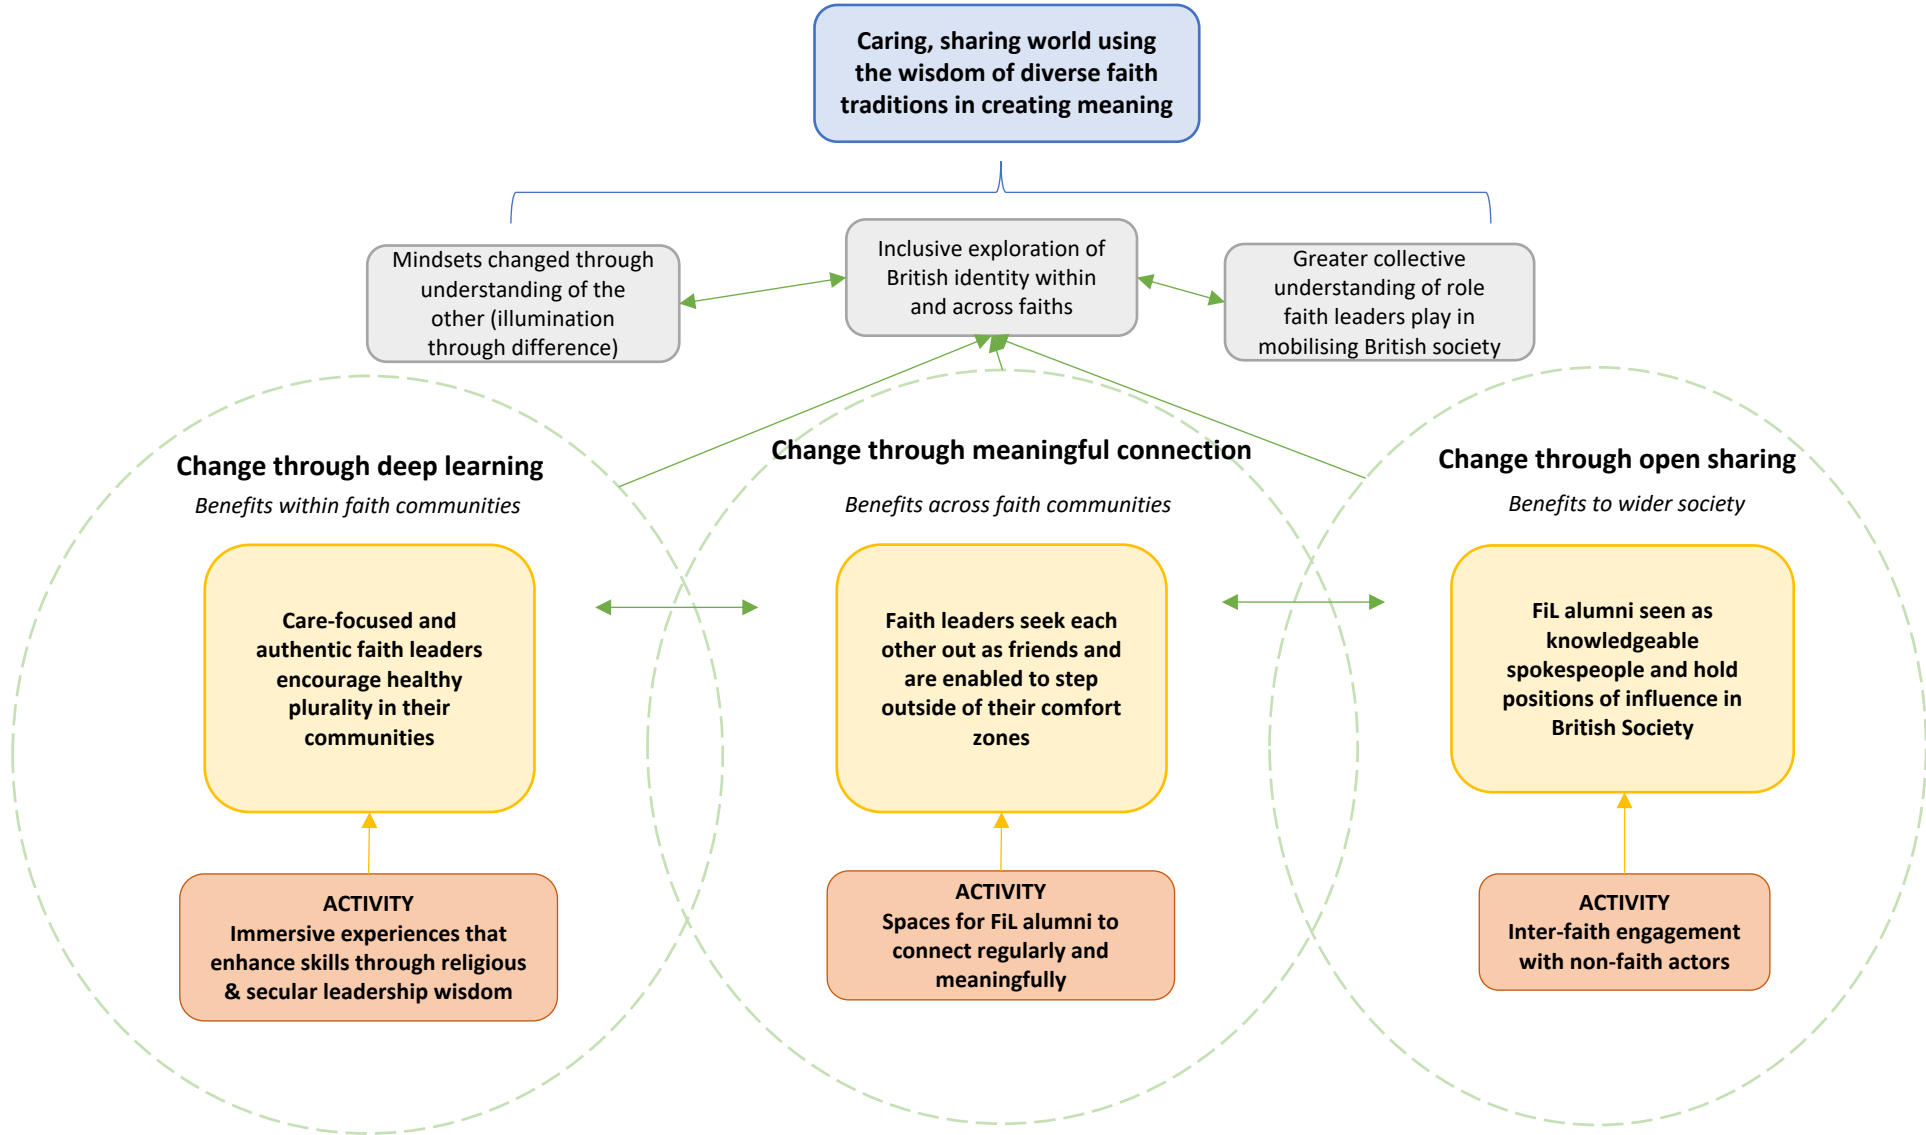 Caring, sharing world using
the wisdom of diverse faith
traditions in creating meaning
Mindsets changed through
understanding of the
other (illumination
through difference)
Inclusive exploration of
British identity within
and across faiths
Greater collective
understanding of role
faith leaders play in
mobilising British society
Change through deep learning
Benefits within faith communities
Change through meaningful connection
Benefits across faith communities
Change through open sharing
Benefits to wider society
Care-focused and
authentic faith leaders
encourage healthy
plurality in their
communities
Faith leaders seek each
other out as friends and
are enabled to step
outside of their comfort
zones
FiL alumni seen as
knowledgeable
spokespeople and hold
positions of influence in
British Society
ACTIVITY
Immersive experiences that
enhance skills through religious
& secular leadership wisdom
ACTIVITY
Spaces for FiL alumni to
connect regularly and
meaningfully
ACTIVITY
Inter-faith engagement
with non-faith actors